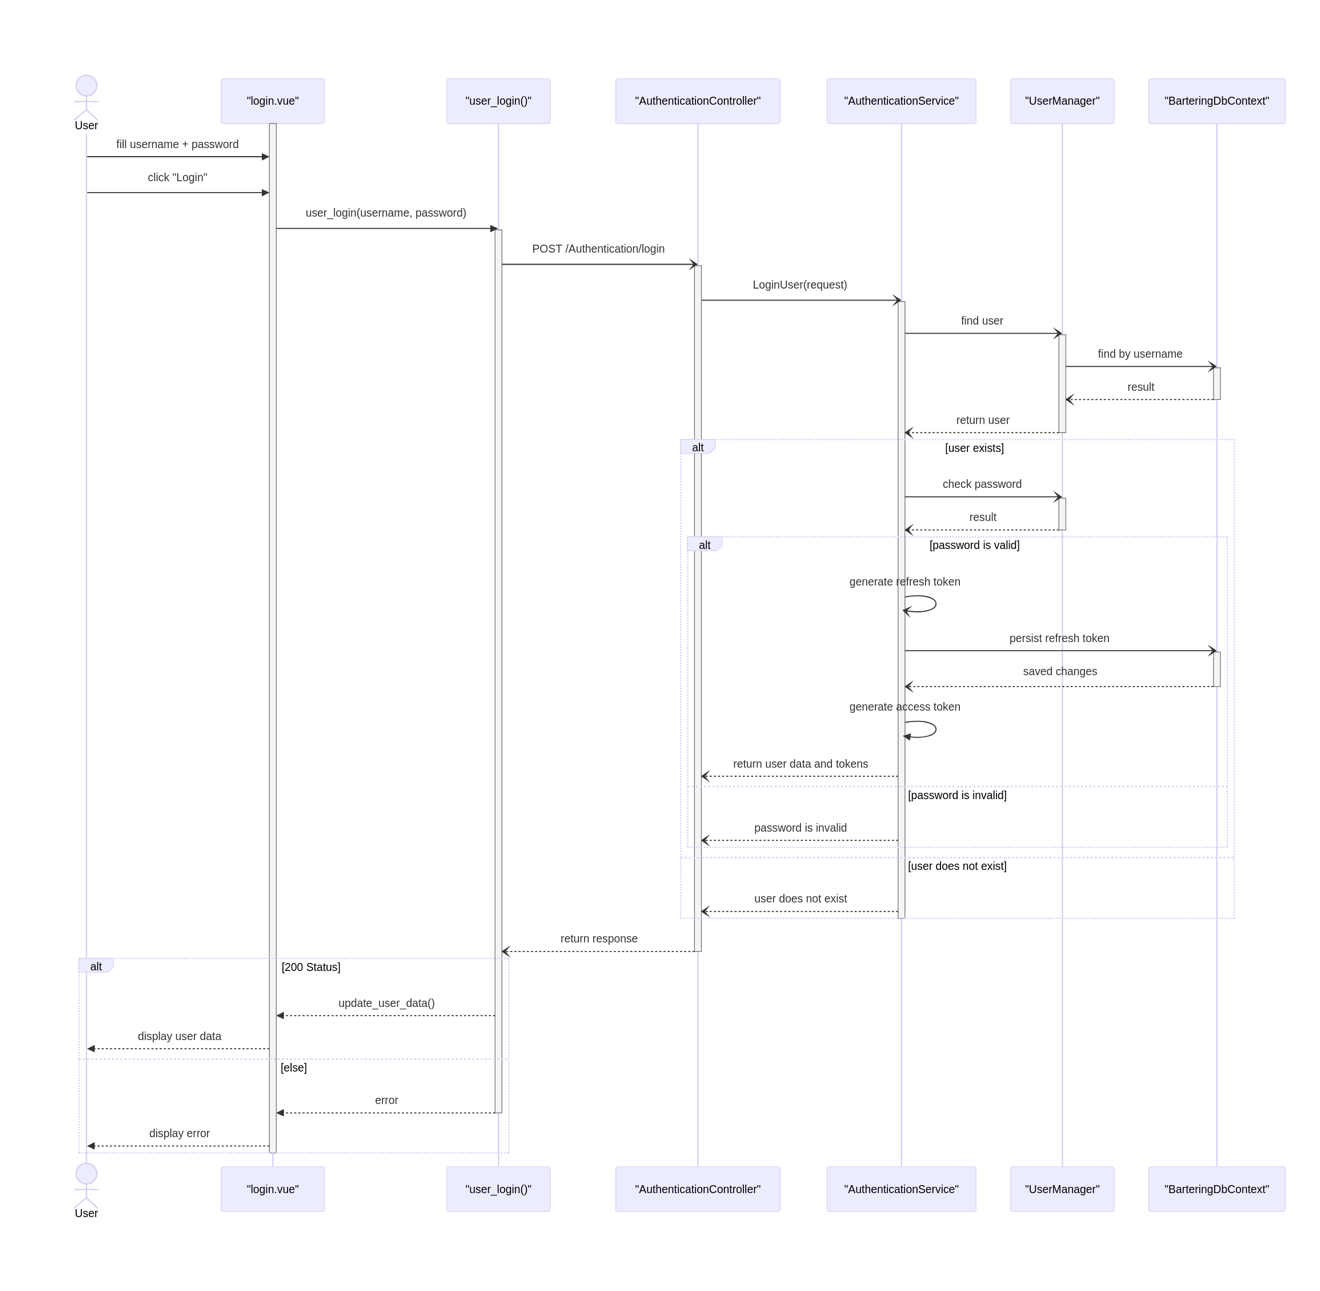 "login.vue"
"user_login()"
"AuthenticationController"
"AuthenticationService"
"UserManager"
"BarteringDbContext"
User
fill username + password
click "Login"
user_login(username, password)
POST /Authentication/login
LoginUser(request)
find user
find by username
result
return user
alt
[user exists]
check password
result
alt
[password is valid]
generate refresh token
persist refresh token
saved changes
generate access token
return user data and tokens
[password is invalid]
password is invalid
[user does not exist]
user does not exist
return response
alt
[200 Status]
update_user_data()
display user data
[else]
error
display error
"login.vue"
"user_login()"
"AuthenticationController"
"AuthenticationService"
"UserManager"
"BarteringDbContext"
User